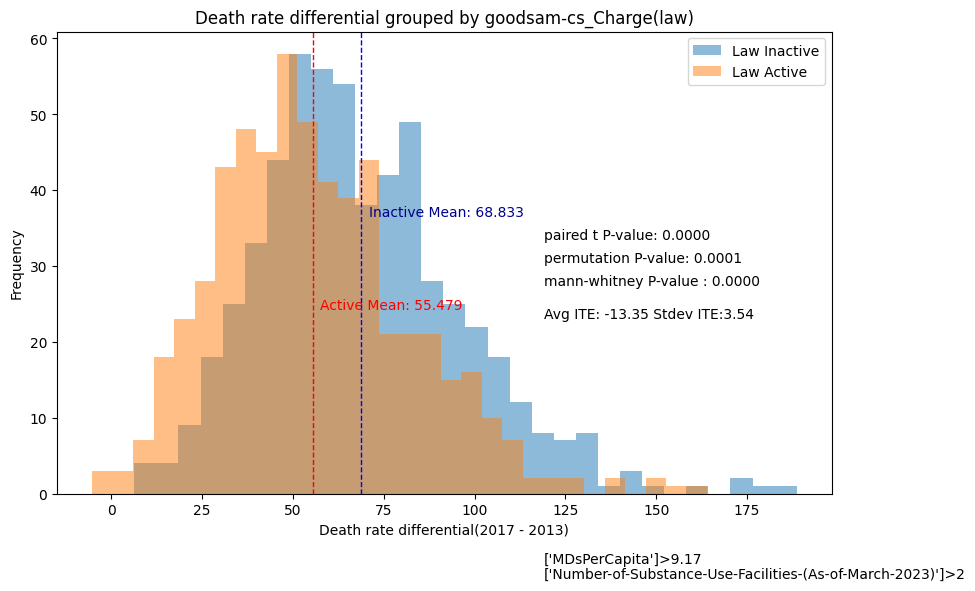 Death rate differential grouped by goodsam-cs_Charge(law)
60
50
40
30
20
10
0
Frequency
Law Inactive
Law Active
Inactive Mean: 68.833
Active Mean: 55.479
paired t P-value: 0.0000
permutation P-value: 0.0001
mann-whitney P-value : 0.0000
Avg ITE: -13.35 Stdev ITE:3.54
0 25 50 75 100 125 150 175
Death rate differential(2017 - 2013)
['MDsPerCapita']>9.17
['Number-of-Substance-Use-Facilities-(As-of-March-2023)']>2